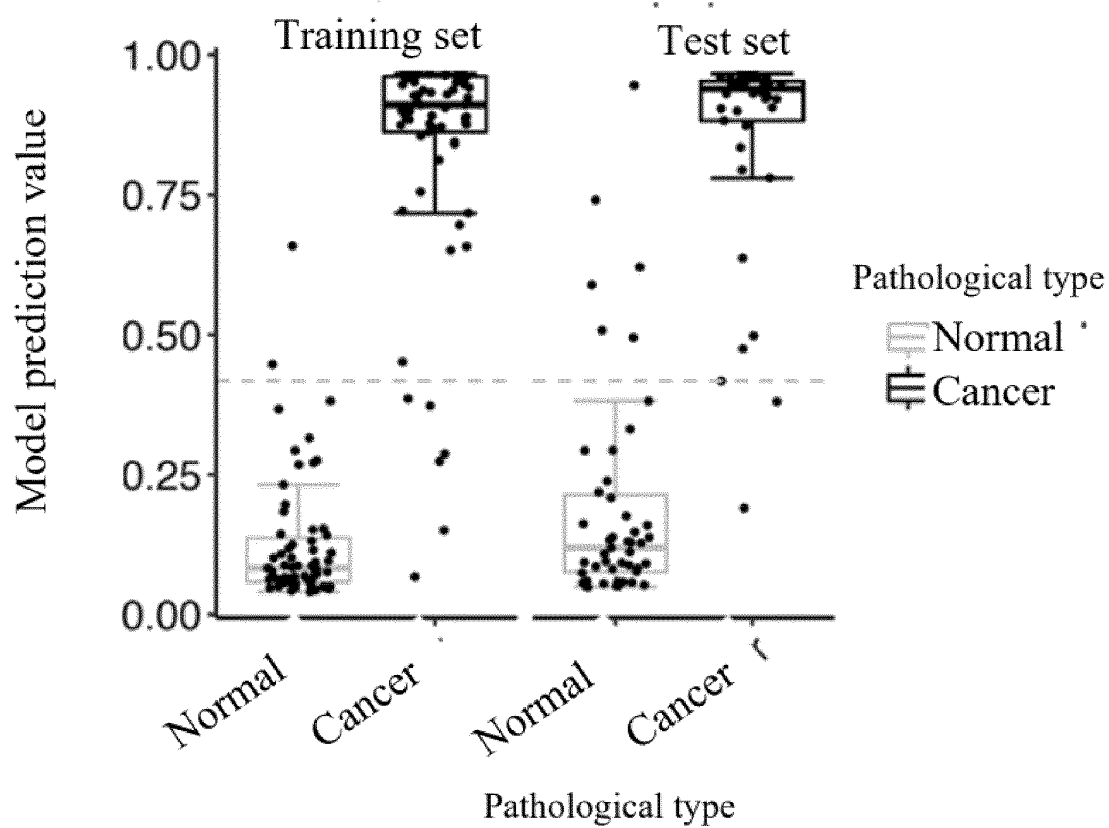 Training set
Test set
Model prediction value
1.00
0.75
0.50
0.25
0.00
Pathological type
Normal
Cancer
Normal
Cancer
Normal
Cancer
Pathological type